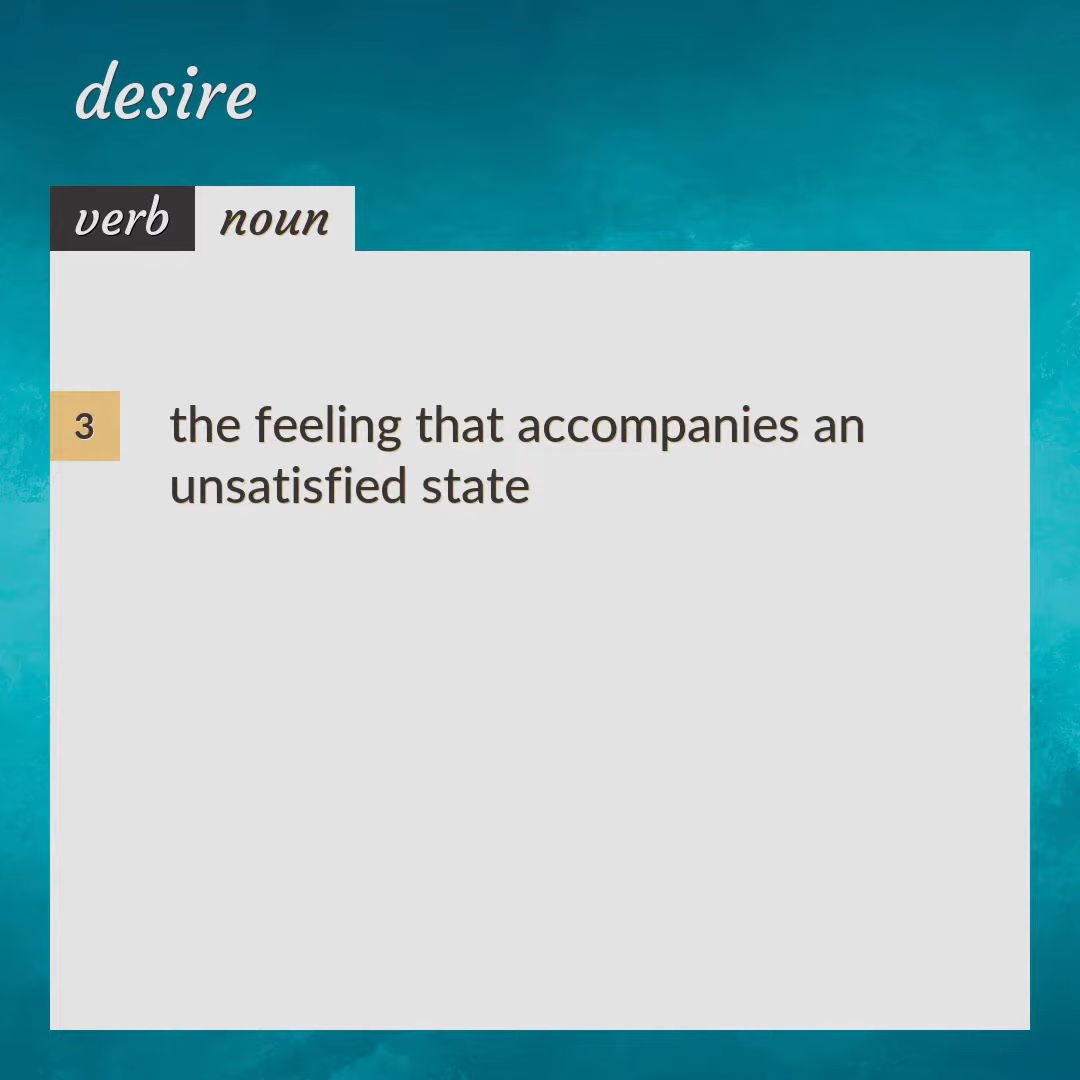 desire
verb noun
3 the feeling that accompanies an
unsatisfied state